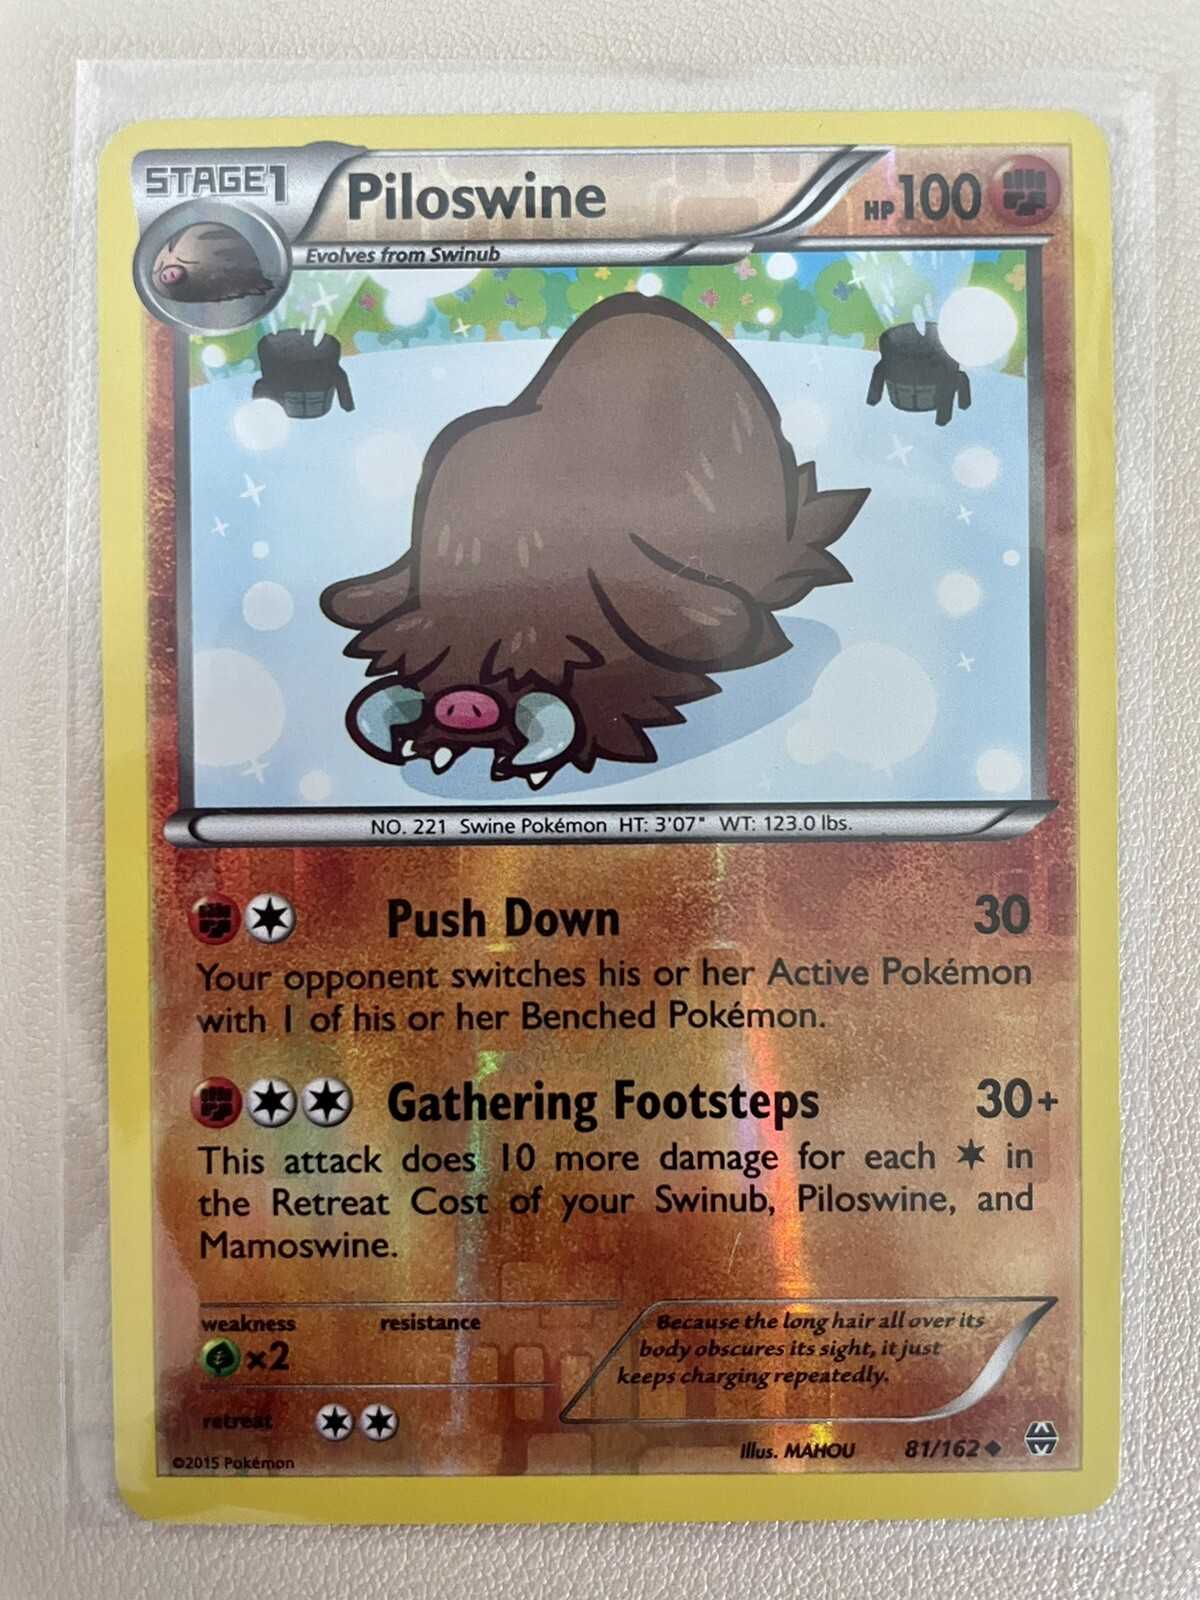 STAGE1
Piloswine
HP 100
Evolves from Swinub
NO. 221 Swine Pokémon HT: 3'07" WT: 123.0 lbs.
Push Down 30
Your opponent switches his or her Active Pokémon
with 1 of his or her Benched Pokémon.
Gathering Footsteps 30+
This attack does 10 more damage for each in
the Retreat Cost of your Swinub, Piloswine, and
Mamoswine.
weakness resistance
×2
retreat
Because the long hair all over its
body obscures its sight, it just
keeps charging repeatedly.
Illus. MAHOU 81/162
©2015 Pokémon